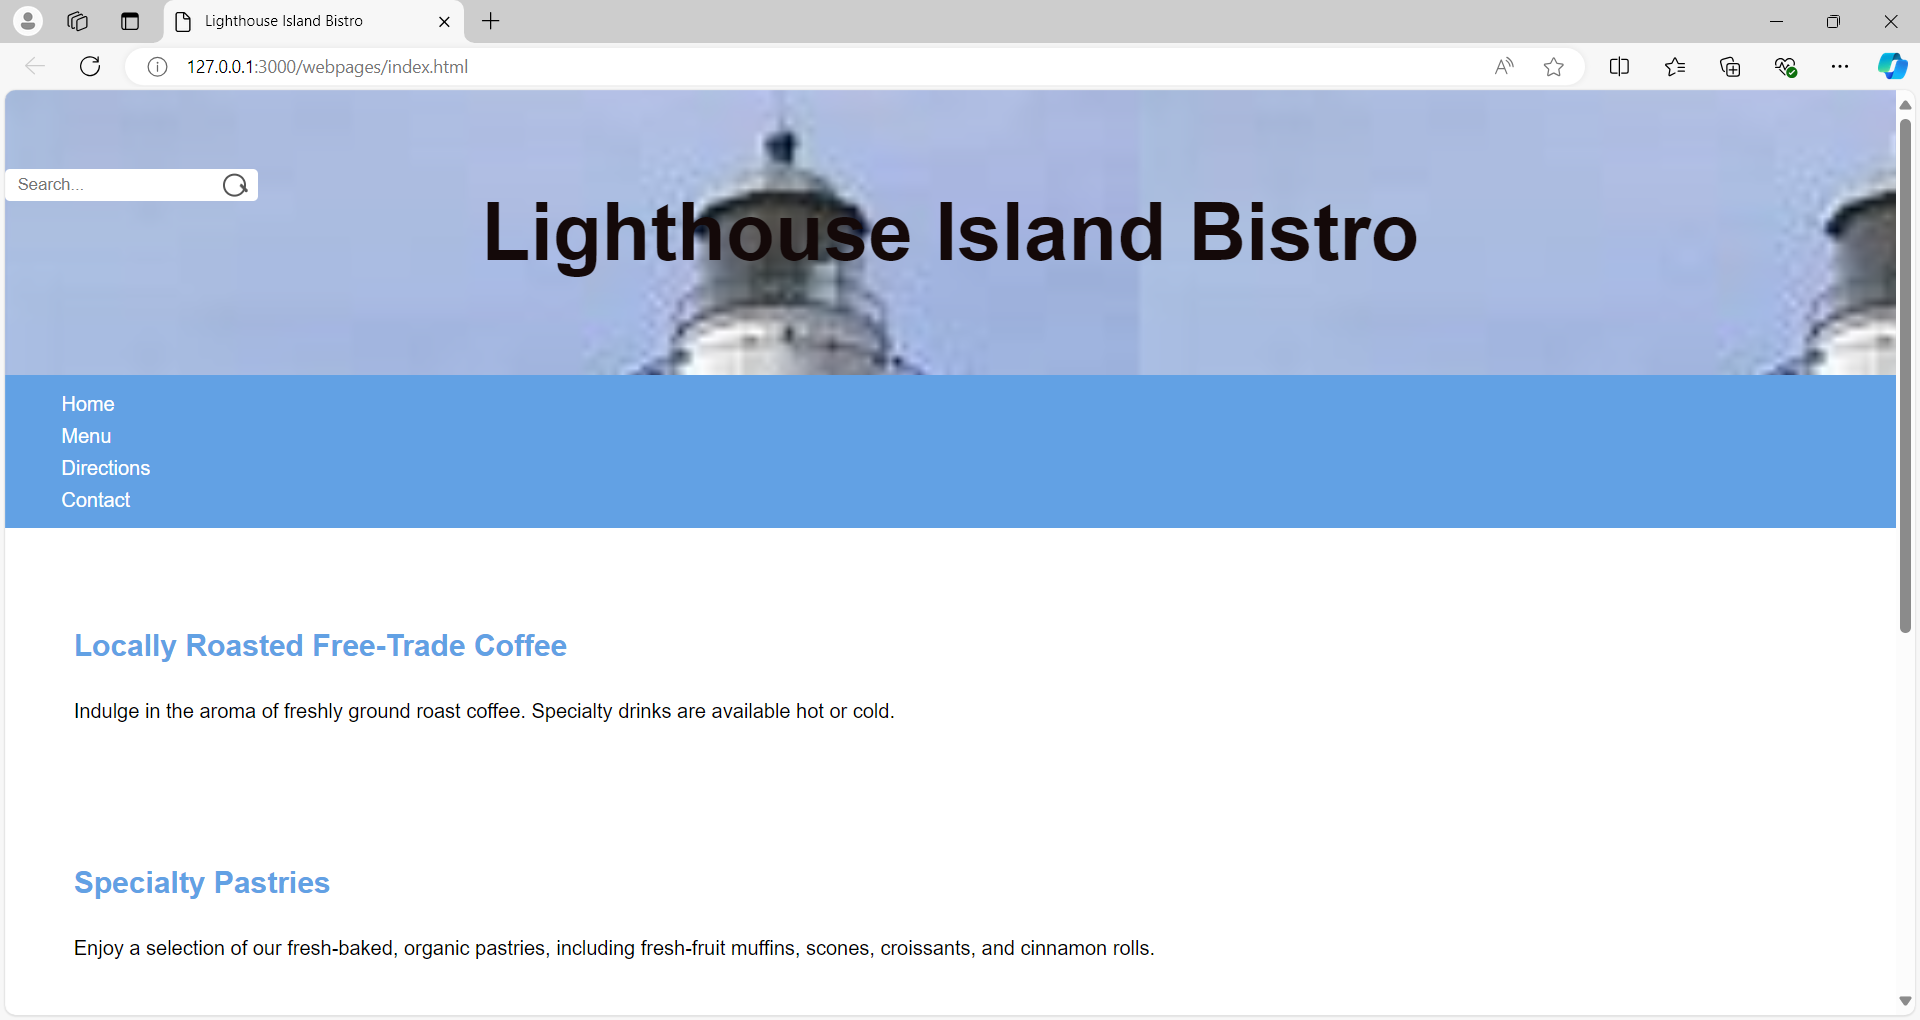 Lighthouse Island Bistro
127.0.0.1:3000/webpages/index.html
Search...
Lighthouse Island Bistro
Home
Menu
Directions
Contact
Locally Roasted Free-Trade Coffee
Indulge in the aroma of freshly ground roast coffee. Specialty drinks are available hot or cold.
Specialty Pastries
Enjoy a selection of our fresh-baked, organic pastries, including fresh-fruit muffins, scones, croissants, and cinnamon rolls.